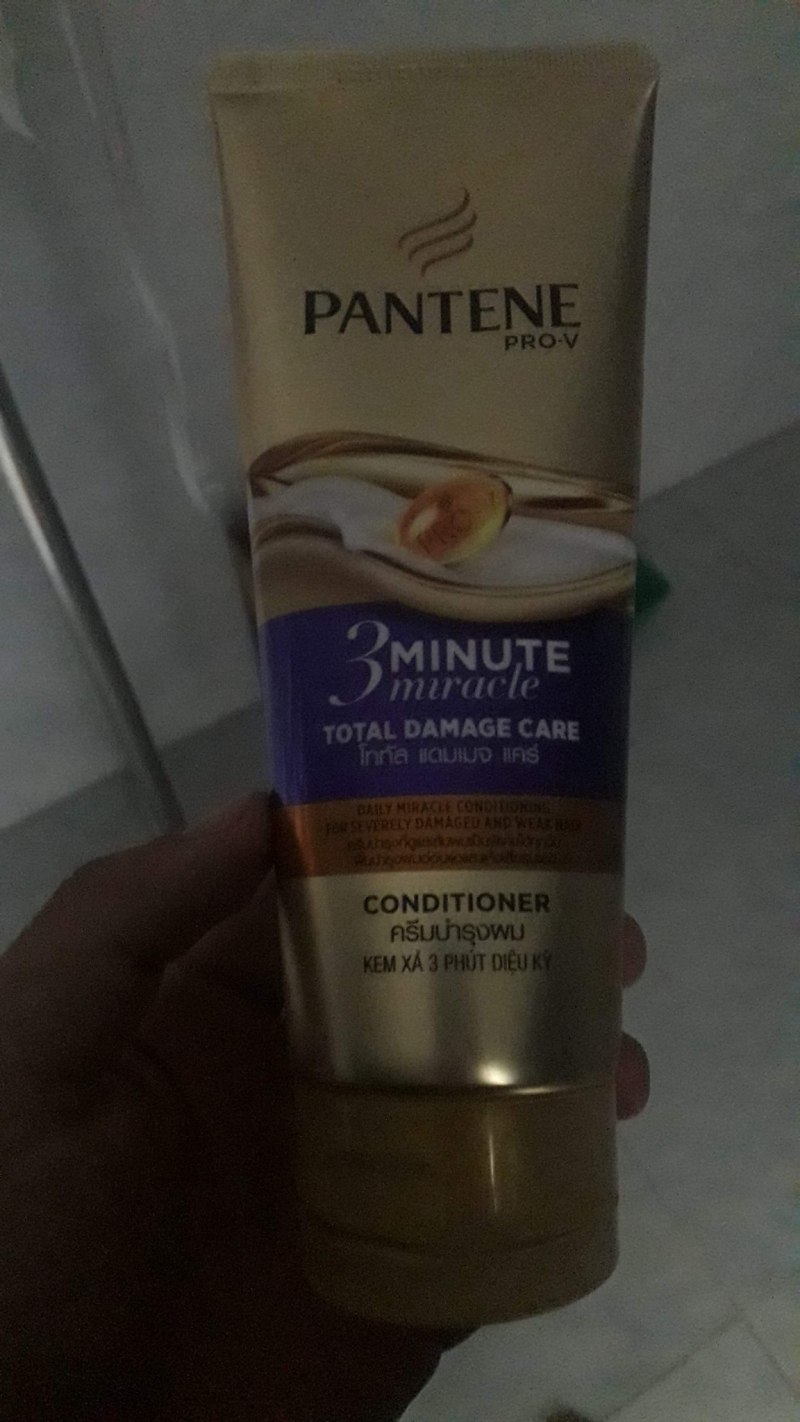 PANTENE
PRO-V
3 MINUTE
miracle
TOTAL DAMAGE CARE
โททัล แดมเมจ แคร์
DAILY MIRACLE CONDITIONING
FOR SEVERELY DAMAGED AND WEAK HAIR
CONDITIONER
ครีมบำรุงผม
KEM XẢ 3 PHÚT DIỆU KỲ